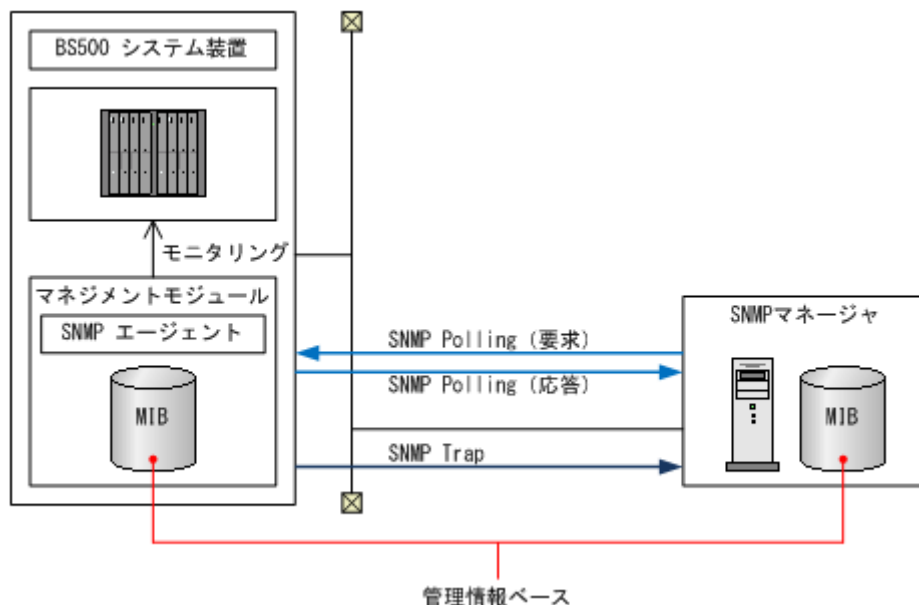 BS500 システム装置
モニタリング
マネジメントモジュール
SNMP エージェント
MIB
SNMP Polling (要求)
SNMP Polling (応答)
SNMP Trap
SNMPマネージャ
MIB
管理情報ベース